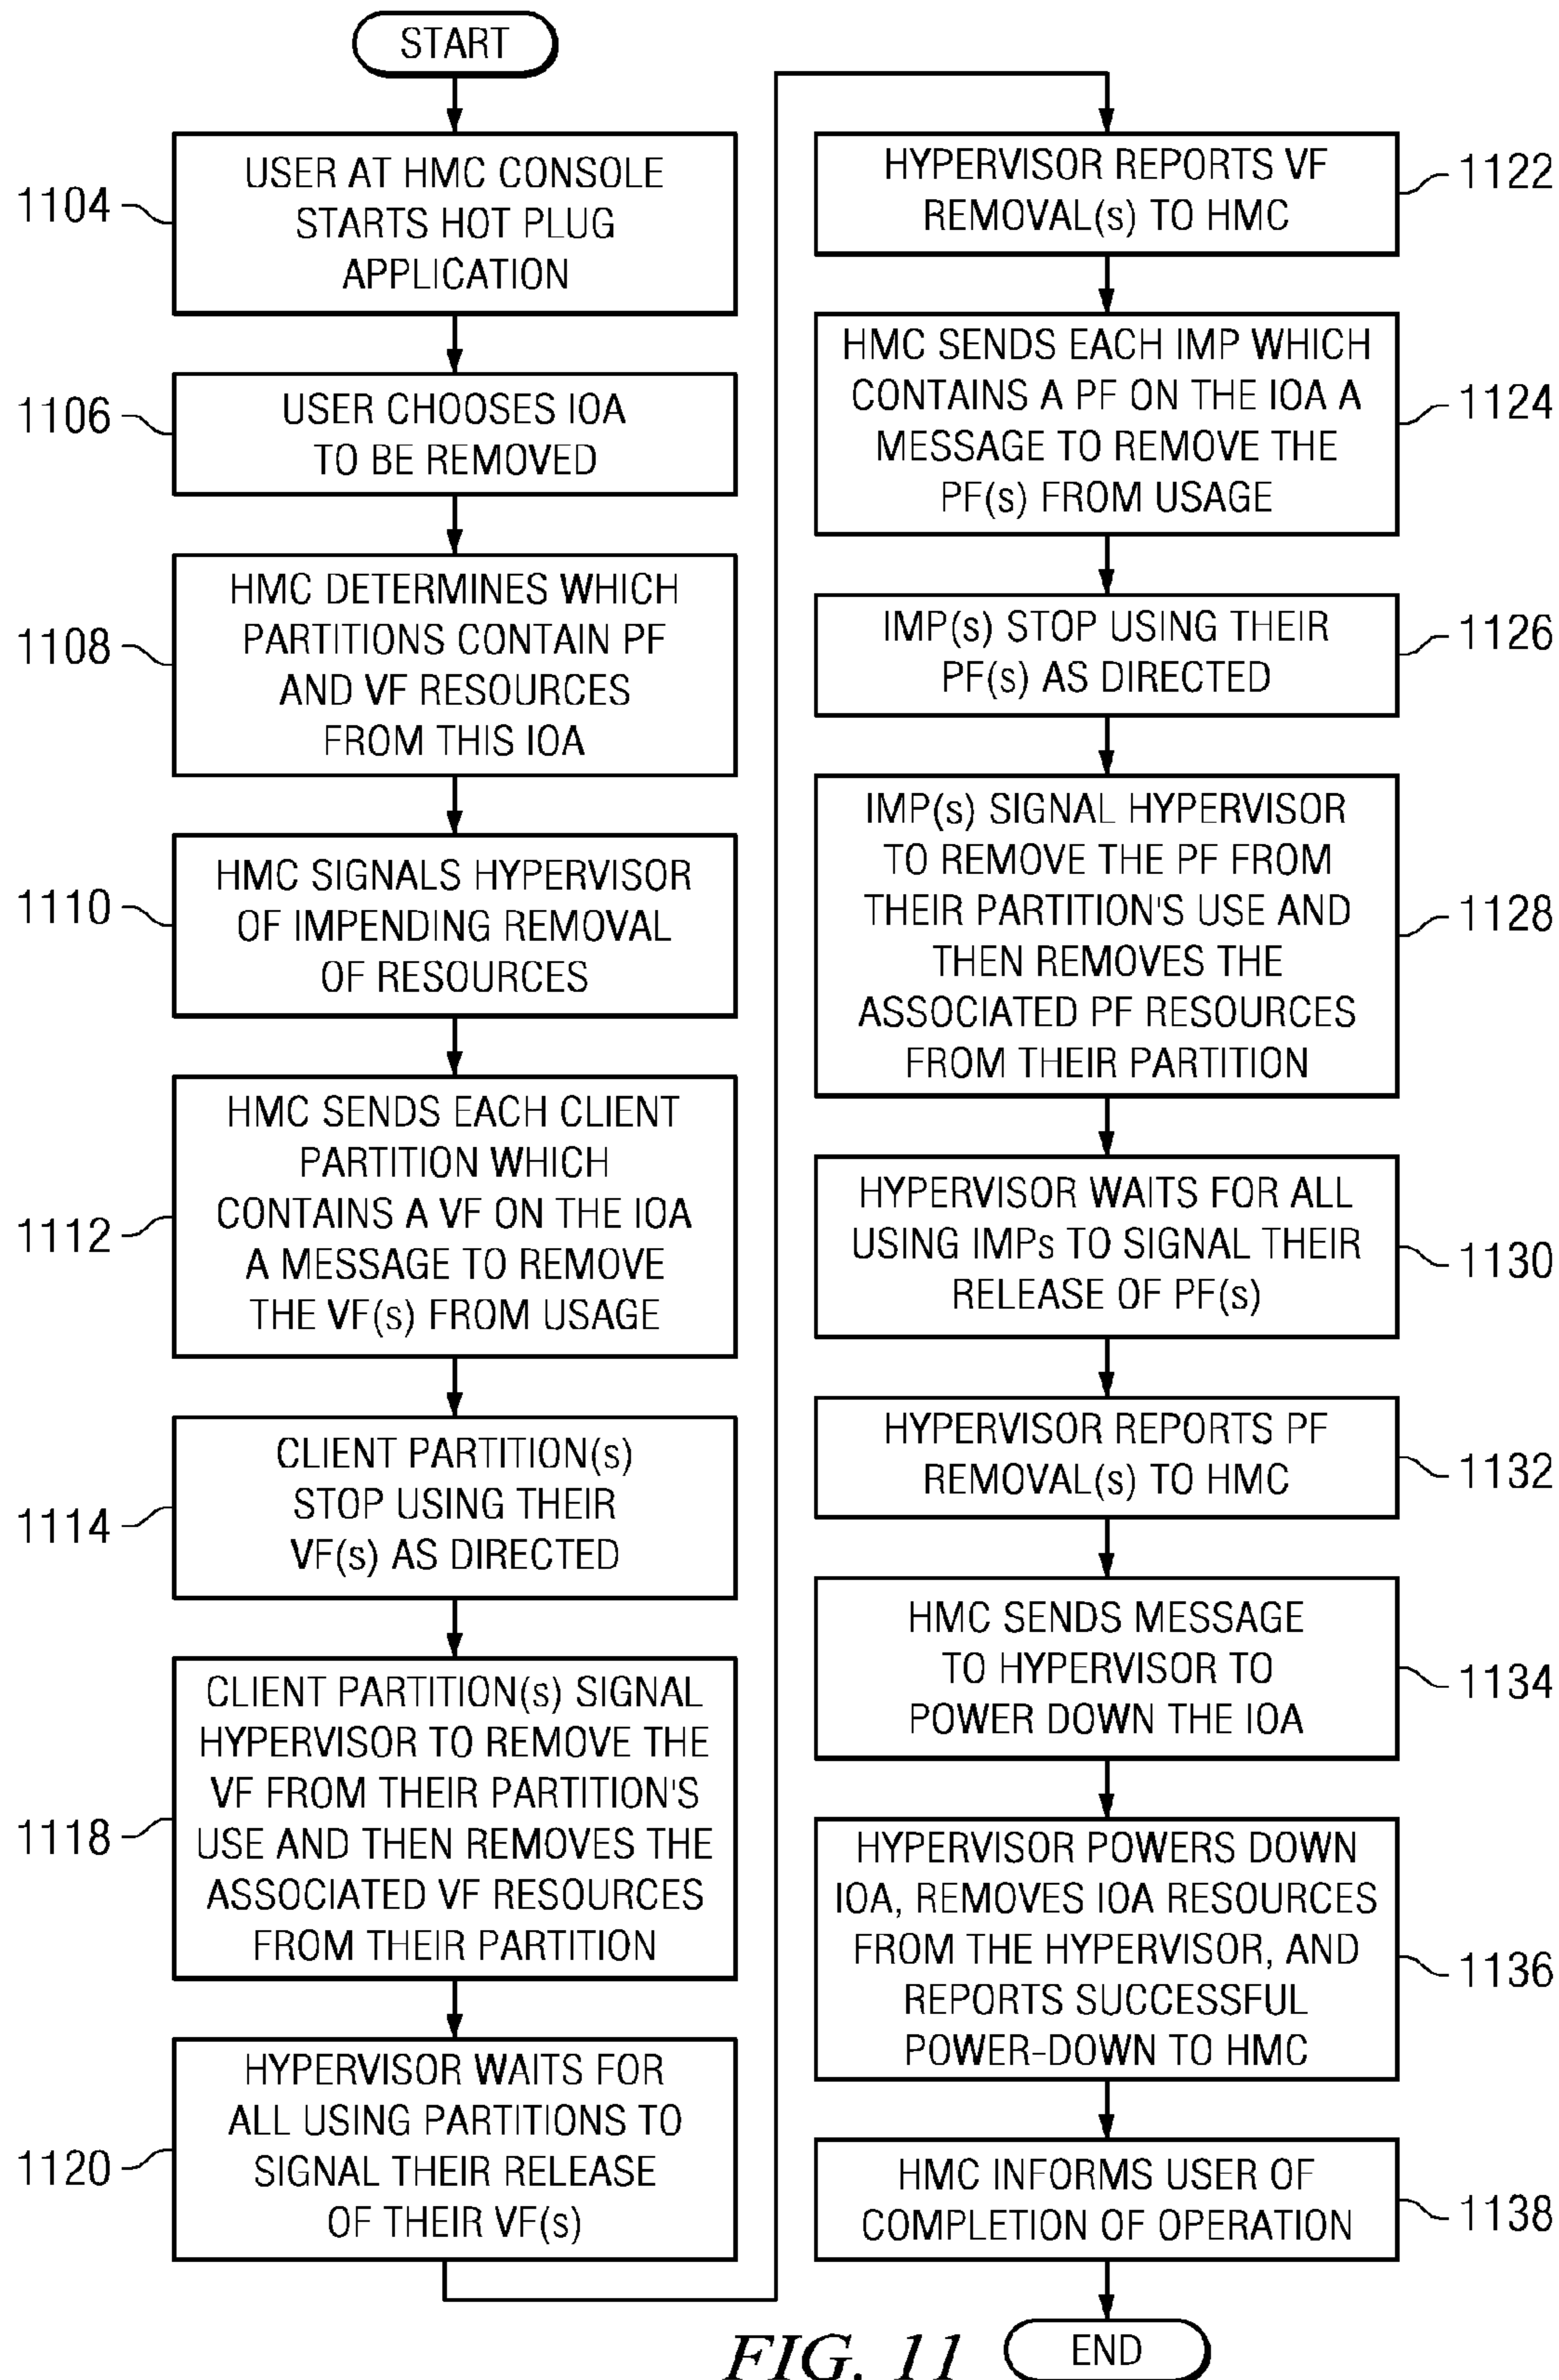 START
1104
USER AT HMC CONSOLE
STARTS HOT PLUG
APPLICATION
1106
USER CHOOSES IOA
TO BE REMOVED
1108
HMC DETERMINES WHICH
PARTITIONS CONTAIN PF
AND VF RESOURCES
FROM THIS IOA
1110
HMC SIGNALS HYPERVISOR
OF IMPENDING REMOVAL
OF RESOURCES
1112
HMC SENDS EACH CLIENT
PARTITION WHICH
CONTAINS A VF ON THE IOA
A MESSAGE TO REMOVE
THE VF(s) FROM USAGE
1114
CLIENT PARTITION(s)
STOP USING THEIR
VF(s) AS DIRECTED
1118
CLIENT PARTITION(s) SIGNAL
HYPERVISOR TO REMOVE THE
VF FROM THEIR PARTITION'S
USE AND THEN REMOVES THE
ASSOCIATED VF RESOURCES
FROM THEIR PARTITION
1120
HYPERVISOR WAITS FOR
ALL USING PARTITIONS TO
SIGNAL THEIR RELEASE
OF THEIR VF(s)
HYPERVISOR REPORTS VF
REMOVAL(s) TO HMC
1122
HMC SENDS EACH IMP WHICH
CONTAINS A PF ON THE IOA A
MESSAGE TO REMOVE THE
PF(s) FROM USAGE
1124
IMP(s) STOP USING THEIR
PF(s) AS DIRECTED
1126
IMP(s) SIGNAL HYPERVISOR
TO REMOVE THE PF FROM
THEIR PARTITION'S USE AND
THEN REMOVES THE
ASSOCIATED PF RESOURCES
FROM THEIR PARTITION
1128
HYPERVISOR WAITS FOR ALL
USING IMPs TO SIGNAL THEIR
RELEASE OF PF(s)
1130
HYPERVISOR REPORTS PF
REMOVAL(s) TO HMC
1132
HMC SENDS MESSAGE
TO HYPERVISOR TO
POWER DOWN THE IOA
1134
HYPERVISOR POWERS DOWN
IOA, REMOVES IOA RESOURCES
FROM THE HYPERVISOR, AND
REPORTS SUCCESSFUL
POWER-DOWN TO HMC
1136
HMC INFORMS USER OF
COMPLETION OF OPERATION
1138
END
FIG. 11